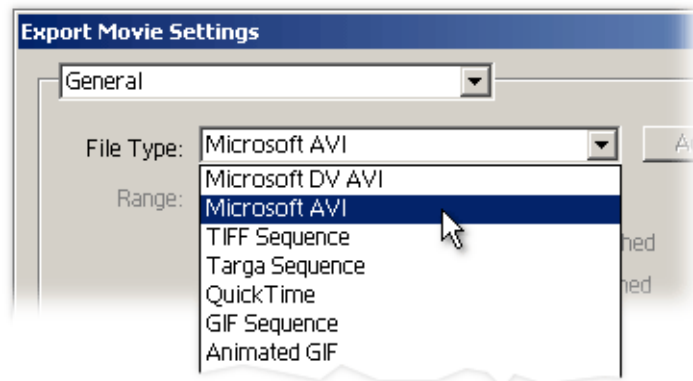 Export Movie Settings
General
File Type: Microsoft AVI
Range: Microsoft DV AVI
Microsoft AVI
TIFF Sequence
Targa Sequence
QuickTime
GIF Sequence
Animated GIF